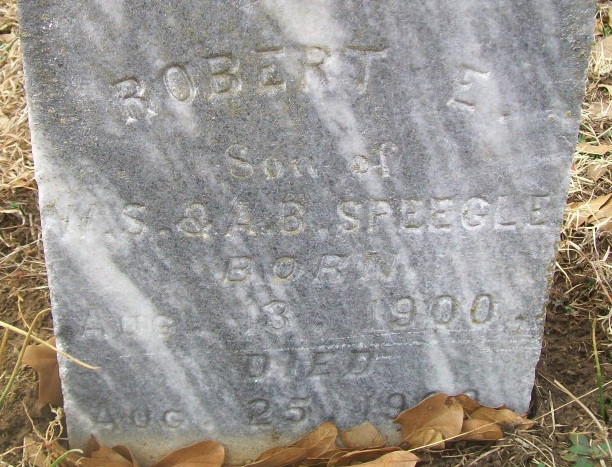 ROBERT E.
Son of
W.S. & A.B. SPEEGLE
BORN
AUG. 13, 1900.
DIED
AUG. 25,